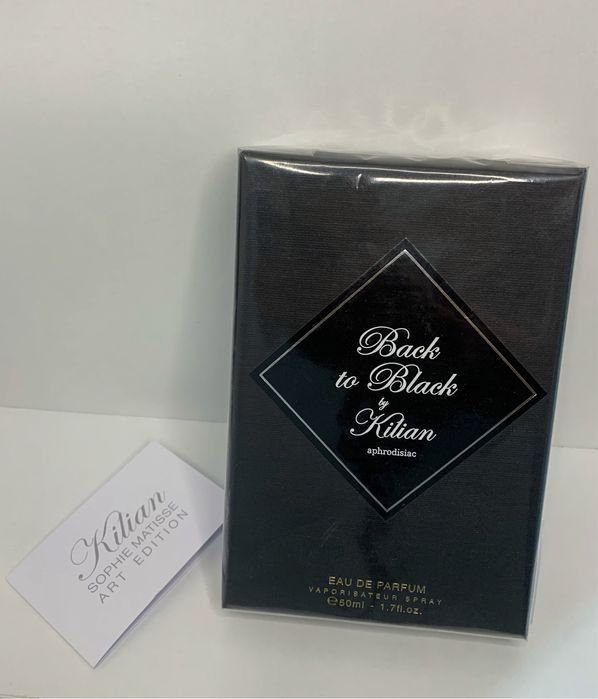 Back
to Black
by
Kilian
aphrodisiac
EAU DE PARFUM
VAPORISATEUR SPRAY
℮50ml - 1.7fl.oz.
Kilian
SOPHIE MATISSE
ART EDITION